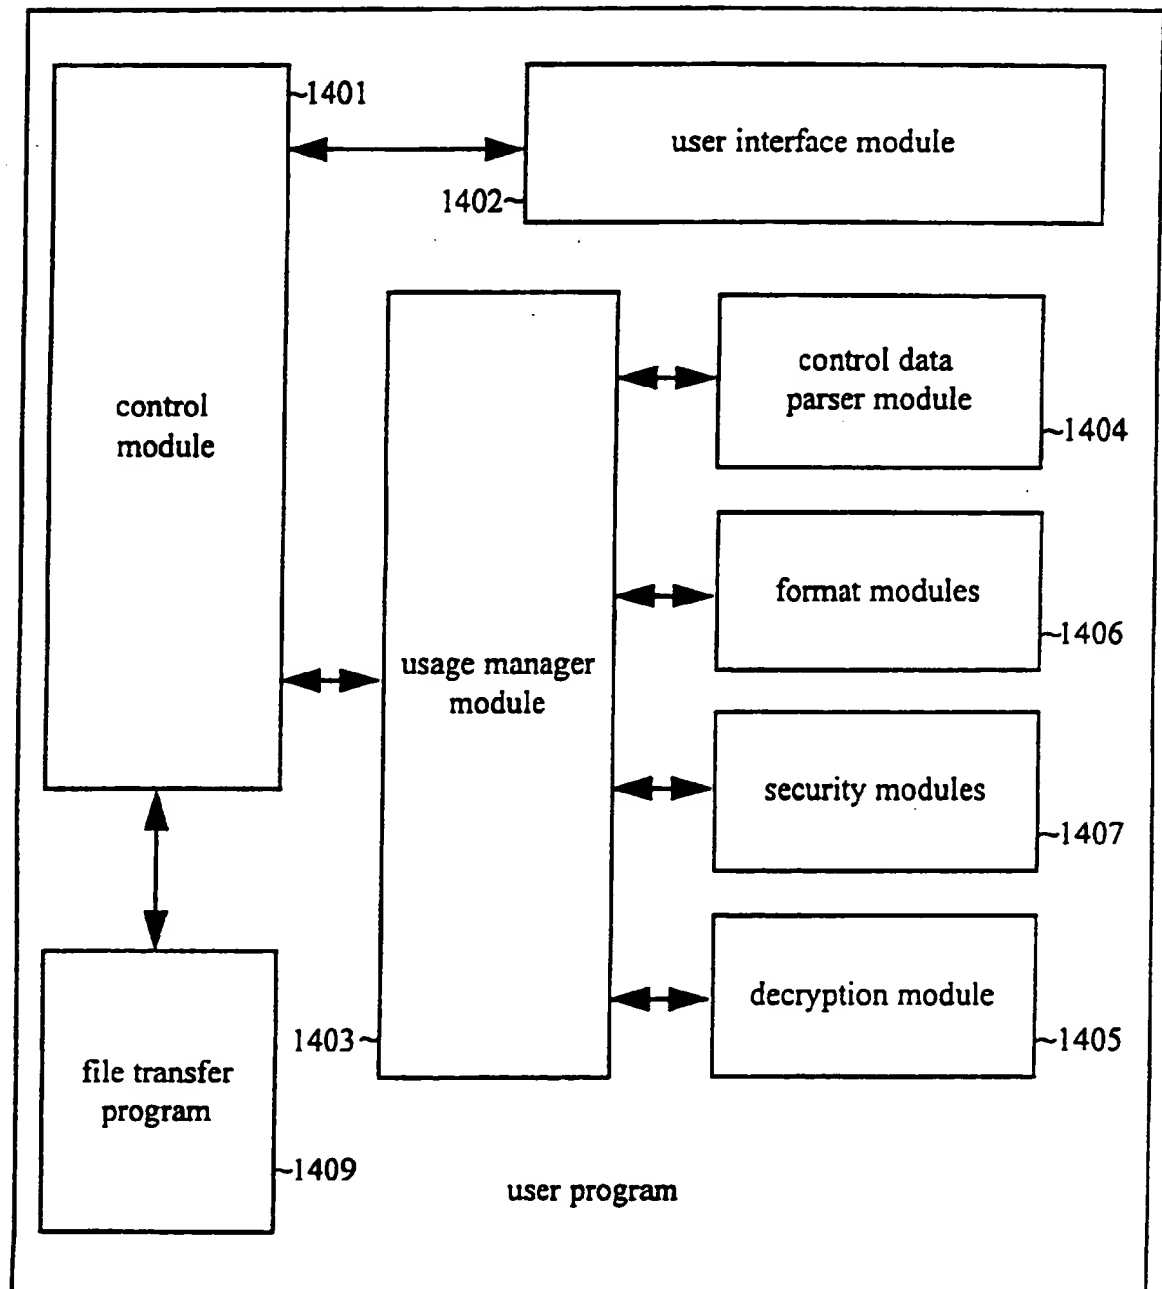 1401
user interface module
1402
control data
parser module
1404
control
module
format modules
1406
usage manager
module
security modules
1407
decryption module
1405
1403
file transfer
program
1409
user program